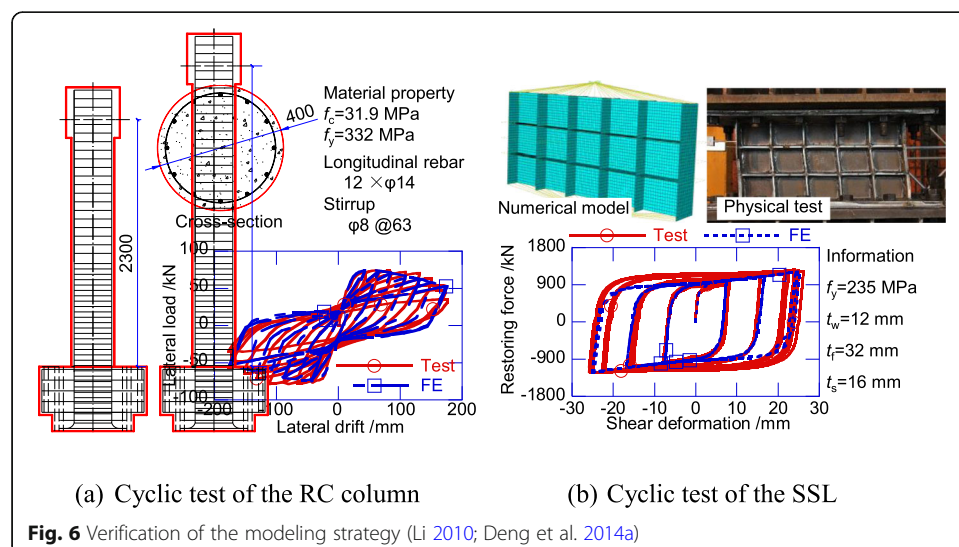 400
Material property
fc=31.9 MPa
fy=332 MPa
Longitudinal rebar
12 ×φ14
Stirrup
φ8 @63
Cross-section
2300
Lateral load /kN
100
50
0
-50
-100
-200
-100
0
100
200
Test
FE
Lateral drift /mm
(a) Cyclic test of the RC column
Numerical model
Physical test
Test
FE
Restoring force /kN
1800
900
0
-900
-1800
-30
-20
-10
0
10
20
30
Shear deformation /mm
Information
fy=235 MPa
tw=12 mm
tf=32 mm
ts=16 mm
(b) Cyclic test of the SSL
Fig. 6 Verification of the modeling strategy (Li 2010; Deng et al. 2014a)